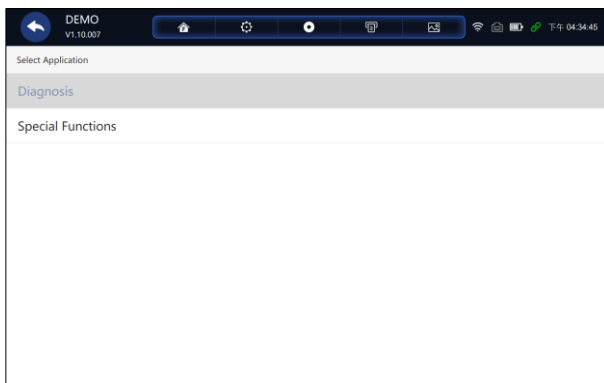 DEMO
V1.10.007
下午 04:34:45
Select Application
Diagnosis
Special Functions